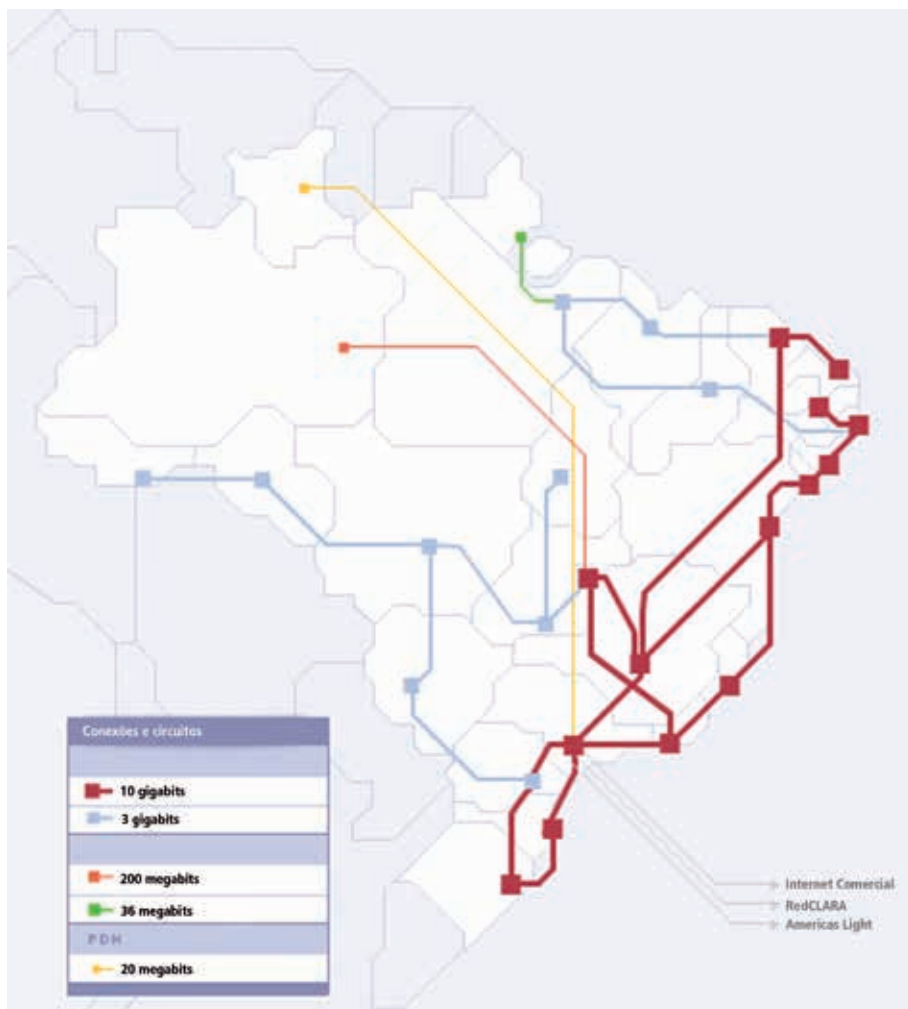 Conexões e circuitos
10 gigabits
3 gigabits
200 megabits
36 megabits
PDH
20 megabits
Internet Comercial
RedCLARA
Americas Light